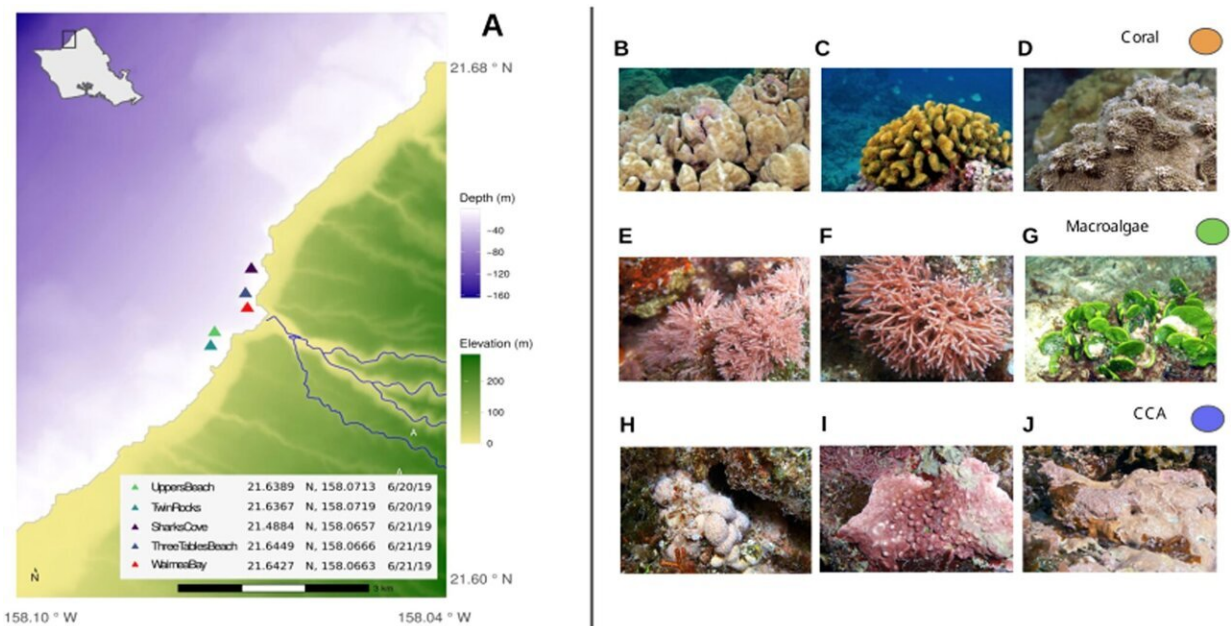 A
21.68 ° N
Depth (m)
−40
−80
−120
−160
Elevation (m)
200
100
0
UppersBeach 21.6389 N, 158.0713 6/20/19
TwinRocks 21.6367 N, 158.0719 6/20/19
SharksCove 21.4884 N, 158.0657 6/21/19
ThreeTablesBeach 21.6449 N, 158.0666 6/21/19
WaimeaBay 21.6427 N, 158.0663 6/21/19
N
3 km
21.60 ° N
158.10 ° W 158.04 ° W
Coral
B C D
Macroalgae
E F G
CCA
H I J